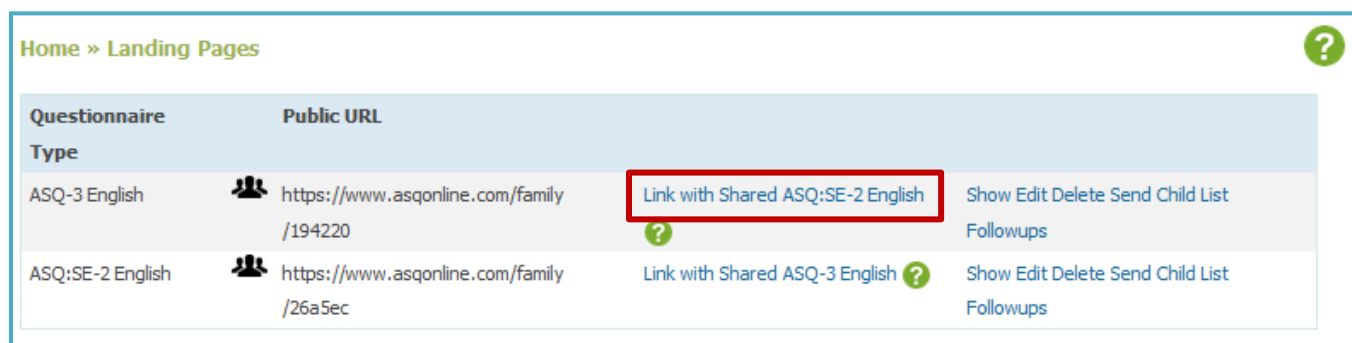 Home » Landing Pages
?
Questionnaire Type Public URL
ASQ-3 English https://www.asqonline.com/family/194220 Link with Shared ASQ:SE-2 English ? Show Edit Delete Send Child List Followups
ASQ:SE-2 English https://www.asqonline.com/family/26a5ec Link with Shared ASQ-3 English ? Show Edit Delete Send Child List Followups